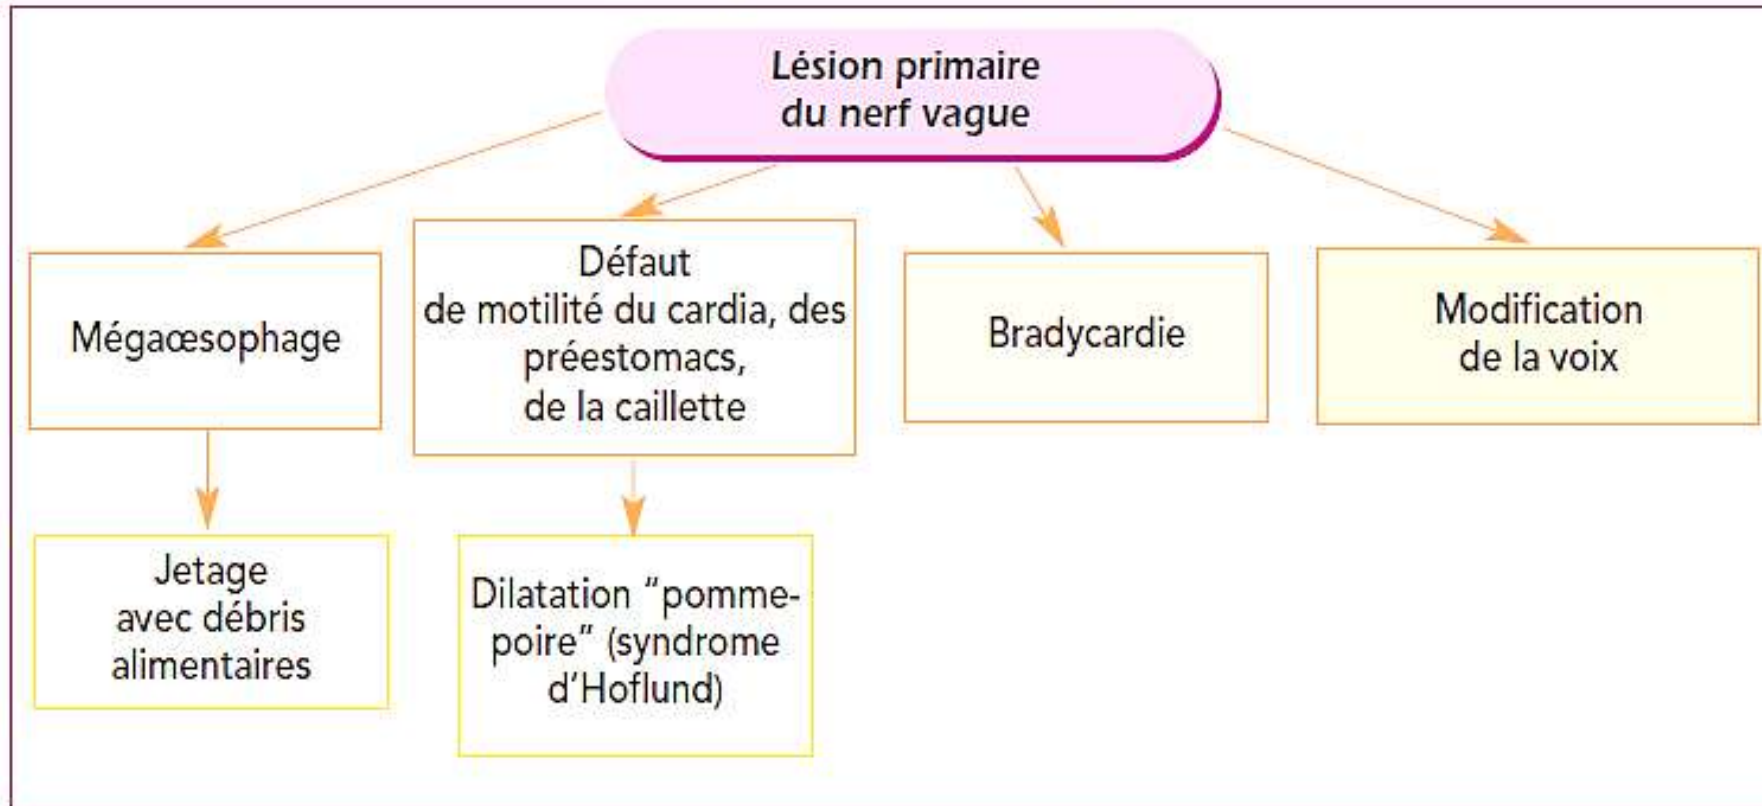 Lésion primaire
du nerf vague
Mégaœsophage
Défaut
de motilité du cardia, des
préestomacs,
de la caillette
Bradycardie
Modification
de la voix
Jetage
avec débris
alimentaires
Dilatation “pomme-
poire” (syndrome
d’Hoflund)